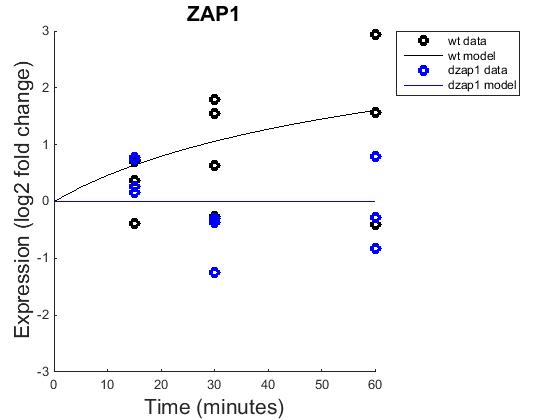 ZAP1
wt data
wt model
dzap1 data
dzap1 model
Expression (log2 fold change)
3
2
1
0
-1
-2
-3
0 10 20 30 40 50 60
Time (minutes)